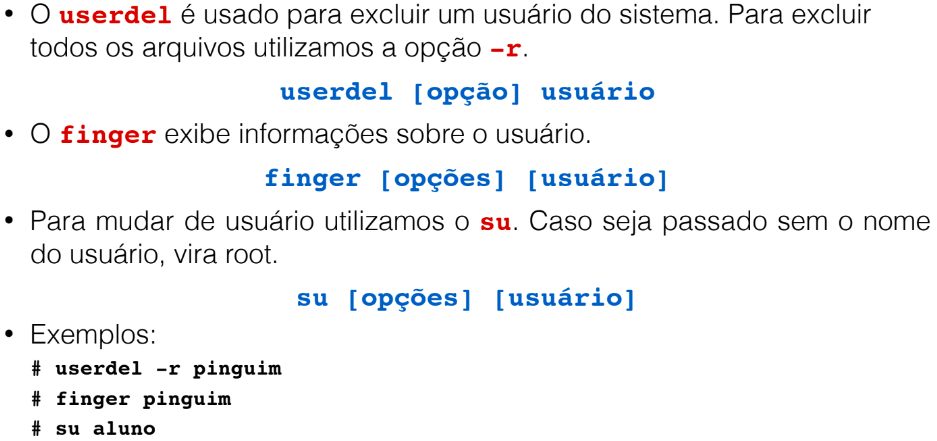 • O userdel é usado para excluir um usuário do sistema. Para excluir
todos os arquivos utilizamos a opção -r.
userdel [opção] usuário
• O finger exibe informações sobre o usuário.
finger [opções] [usuário]
• Para mudar de usuário utilizamos o su. Caso seja passado sem o nome
do usuário, vira root.
su [opções] [usuário]
• Exemplos:
# userdel -r pinguim
# finger pinguim
# su aluno